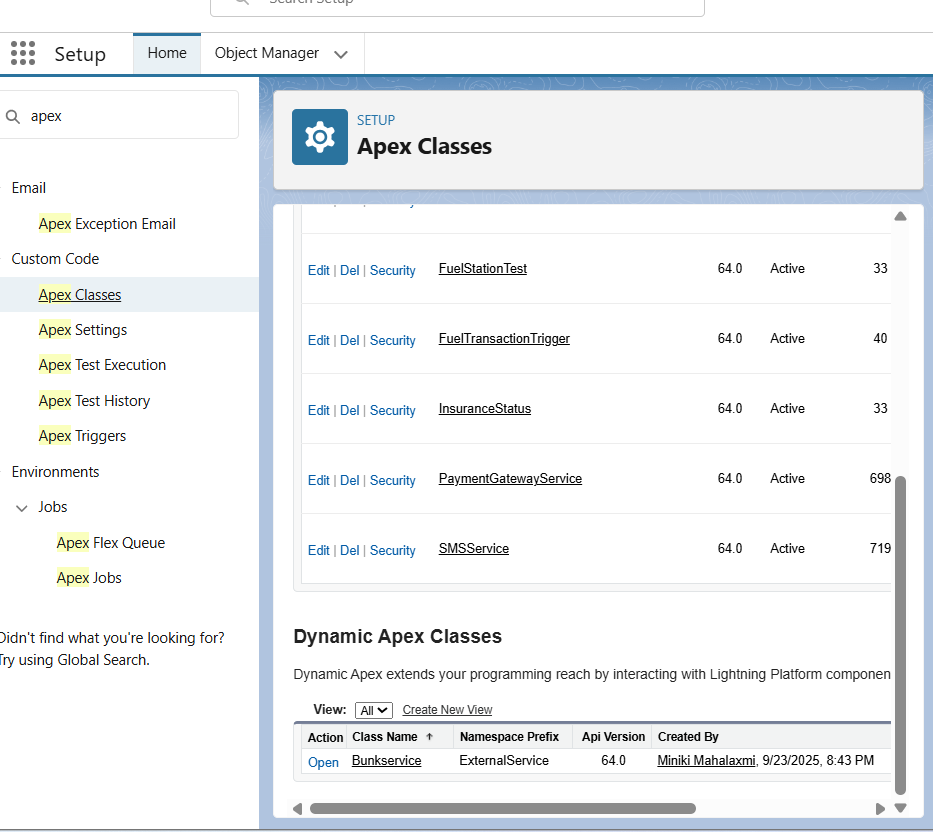 Search Setup
Setup
Home
Object Manager
apex
Email
Apex Exception Email
Custom Code
Apex Classes
Apex Settings
Apex Test Execution
Apex Test History
Apex Triggers
Environments
Jobs
Apex Flex Queue
Apex Jobs
Didn't find what you're looking for?
Try using Global Search.
SETUP
Apex Classes
Edit | Del | Security FuelStationTest 64.0 Active 33
Edit | Del | Security FuelTransactionTrigger 64.0 Active 40
Edit | Del | Security InsuranceStatus 64.0 Active 33
Edit | Del | Security PaymentGatewayService 64.0 Active 698
Edit | Del | Security SMSService 64.0 Active 719
Dynamic Apex Classes
Dynamic Apex extends your programming reach by interacting with Lightning Platform componen
View: All Create New View
Action Class Name ↑ Namespace Prefix Api Version Created By
Open Bunkservice ExternalService 64.0 Miniki Mahalaxmi, 9/23/2025, 8:43 PM